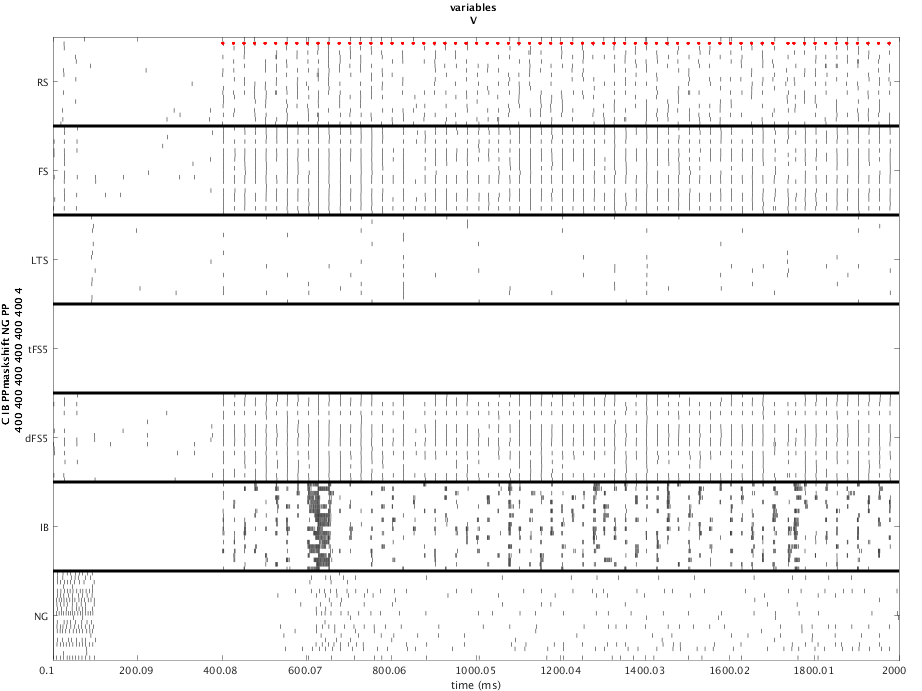 variables
V
RS
FS
LTS
tFS5
dFS5
IB
NG
C IB PPmaskshift NG PP
400 400 400 400 400 400 4
0.1 200.09 400.08 600.07 800.06 1000.05 1200.04 1400.03 1600.02 1800.01 2000
time (ms)